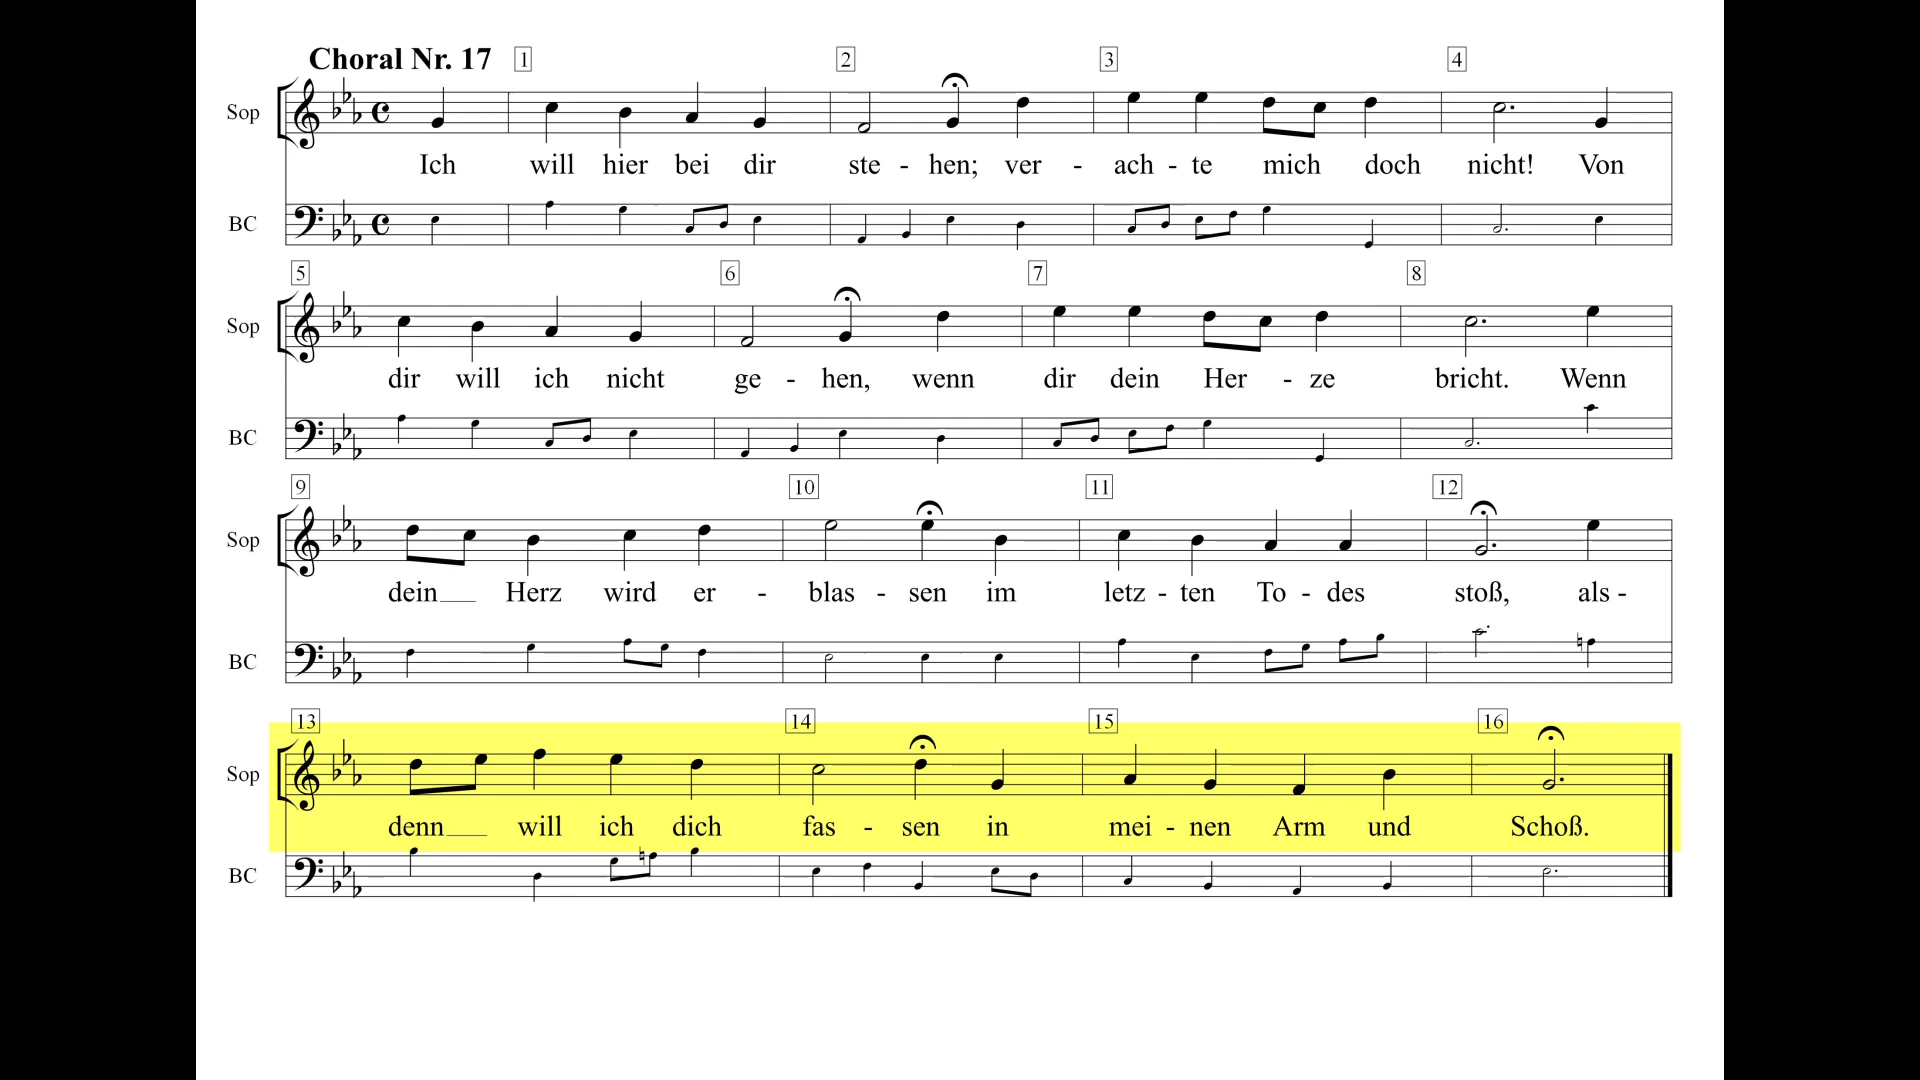 Choral Nr. 17 1 2 3 4
Sop
Ich will hier bei dir ste - hen; ver - ach - te mich doch nicht! Von
BC
5 6 7 8
Sop
dir will ich nicht ge - hen, wenn dir dein Her - ze bricht. Wenn
BC
9 10 11 12
Sop
dein__ Herz wird er - blas - sen im letz - ten To - des stoß, als -
BC
13 14 15 16
Sop
denn__ will ich dich fas - sen in mei - nen Arm und Schoß.
BC